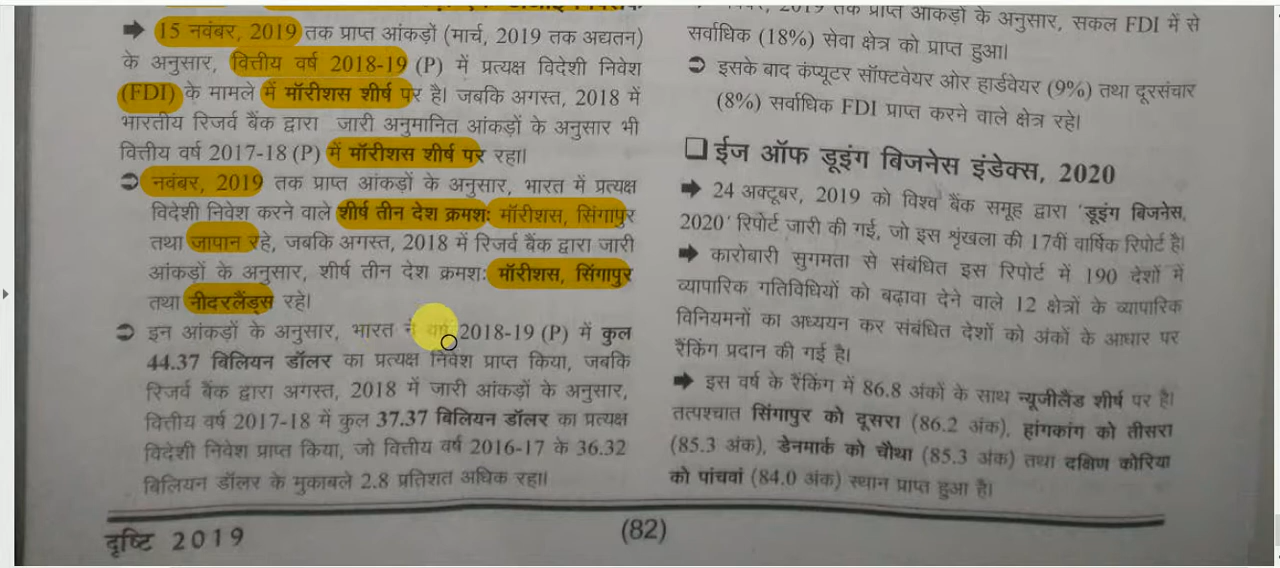 ➡ 15 नवंबर, 2019 तक प्राप्त आंकड़ों (मार्च, 2019 तक अद्यतन)
के अनुसार, वित्तीय वर्ष 2018-19 (P) में प्रत्यक्ष विदेशी निवेश
(FDI) के मामले में मॉरीशस शीर्ष पर है। जबकि अगस्त, 2018 में
भारतीय रिजर्व बैंक द्वारा जारी अनुमानित आंकड़ों के अनुसार भी
वित्तीय वर्ष 2017-18 (P) में मॉरीशस शीर्ष पर रहा।
➲ नवंबर, 2019 तक प्राप्त आंकड़ों के अनुसार, भारत में प्रत्यक्ष
विदेशी निवेश करने वाले शीर्ष तीन देश क्रमशः मॉरीशस, सिंगापुर
तथा जापान रहे, जबकि अगस्त, 2018 में रिजर्व बैंक द्वारा जारी
आंकड़ों के अनुसार, शीर्ष तीन देश क्रमशः मॉरीशस, सिंगापुर
तथा नीदरलैंड्स रहे।
➲ इन आंकड़ों के अनुसार, भारत ने वर्ष 2018-19 (P) में कुल
44.37 बिलियन डॉलर का प्रत्यक्ष निवेश प्राप्त किया, जबकि
रिजर्व बैंक द्वारा अगस्त, 2018 में जारी आंकड़ों के अनुसार,
वित्तीय वर्ष 2017-18 में कुल 37.37 बिलियन डॉलर का प्रत्यक्ष
विदेशी निवेश प्राप्त किया, जो वित्तीय वर्ष 2016-17 के 36.32
बिलियन डॉलर के मुकाबले 2.8 प्रतिशत अधिक रहा।
2019 तक प्राप्त आंकड़ों के अनुसार, सकल FDI में से
सर्वाधिक (18%) सेवा क्षेत्र को प्राप्त हुआ।
➲ इसके बाद कंप्यूटर सॉफ्टवेयर ओर हार्डवेयर (9%) तथा दूरसंचार
(8%) सर्वाधिक FDI प्राप्त करने वाले क्षेत्र रहे।
❑ ईज ऑफ डूइंग बिजनेस इंडेक्स, 2020
➡ 24 अक्टूबर, 2019 को विश्व बैंक समूह द्वारा 'डूइंग बिजनेस,
2020' रिपोर्ट जारी की गई, जो इस शृंखला की 17वीं वार्षिक रिपोर्ट है।
➡ कारोबारी सुगमता से संबंधित इस रिपोर्ट में 190 देशों में
व्यापारिक गतिविधियों को बढ़ावा देने वाले 12 क्षेत्रों के व्यापारिक
विनियमनों का अध्ययन कर संबंधित देशों को अंकों के आधार पर
रैंकिंग प्रदान की गई है।
➡ इस वर्ष के रैंकिंग में 86.8 अंकों के साथ न्यूजीलैंड शीर्ष पर है।
तत्पश्चात सिंगापुर को दूसरा (86.2 अंक), हांगकांग को तीसरा
(85.3 अंक), डेनमार्क को चौथा (85.3 अंक) तथा दक्षिण कोरिया
को पांचवां (84.0 अंक) स्थान प्राप्त हुआ है।
दृष्टि 2019
(82)